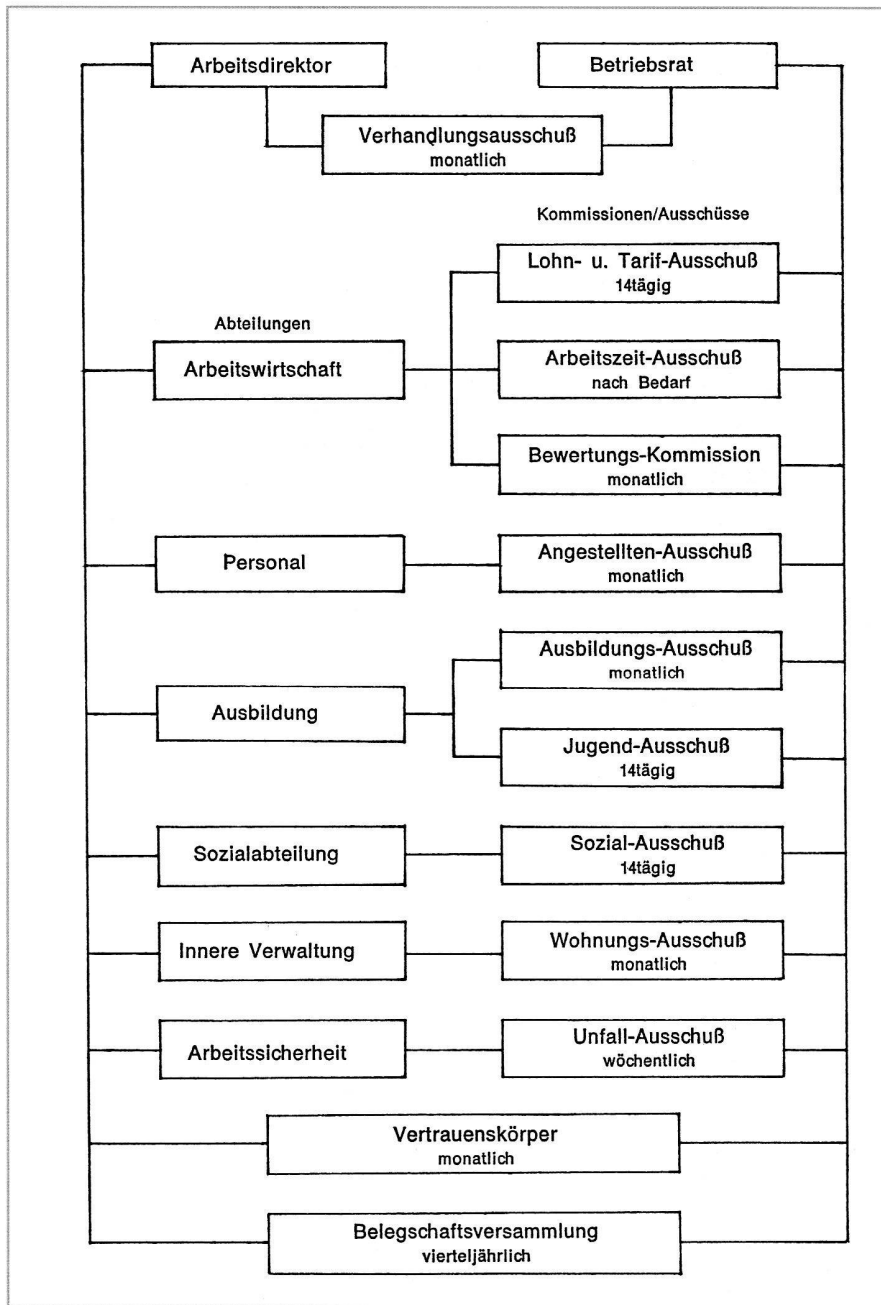 Arbeitsdirektor
Betriebsrat
Verhandlungsausschuß
monatlich
Kommissionen/Ausschüsse
Lohn- u. Tarif-Ausschuß
14tägig
Abteilungen
Arbeitswirtschaft
Arbeitszeit-Ausschuß
nach Bedarf
Bewertungs-Kommission
monatlich
Personal
Angestellten-Ausschuß
monatlich
Ausbildungs-Ausschuß
monatlich
Ausbildung
Jugend-Ausschuß
14tägig
Sozialabteilung
Sozial-Ausschuß
14tägig
Innere Verwaltung
Wohnungs-Ausschuß
monatlich
Arbeitssicherheit
Unfall-Ausschuß
wöchentlich
Vertrauenskörper
monatlich
Belegschaftsversammlung
vierteljährlich